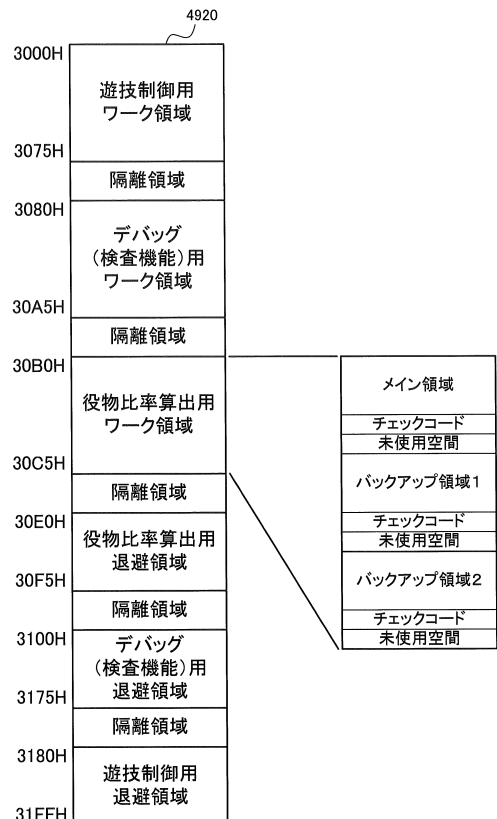 4920
3000H
遊技制御用
ワーク領域
3075H
隔離領域
3080H
デバッグ
(検査機能)用
ワーク領域
30A5H
隔離領域
30B0H
役物比率算出用
ワーク領域
30C5H
隔離領域
30E0H
役物比率算出用
退避領域
30F5H
隔離領域
3100H
デバッグ
(検査機能)用
退避領域
3175H
隔離領域
3180H
遊技制御用
退避領域
31FFH
メイン領域
チェックコード
未使用空間
バックアップ領域1
チェックコード
未使用空間
バックアップ領域2
チェックコード
未使用空間